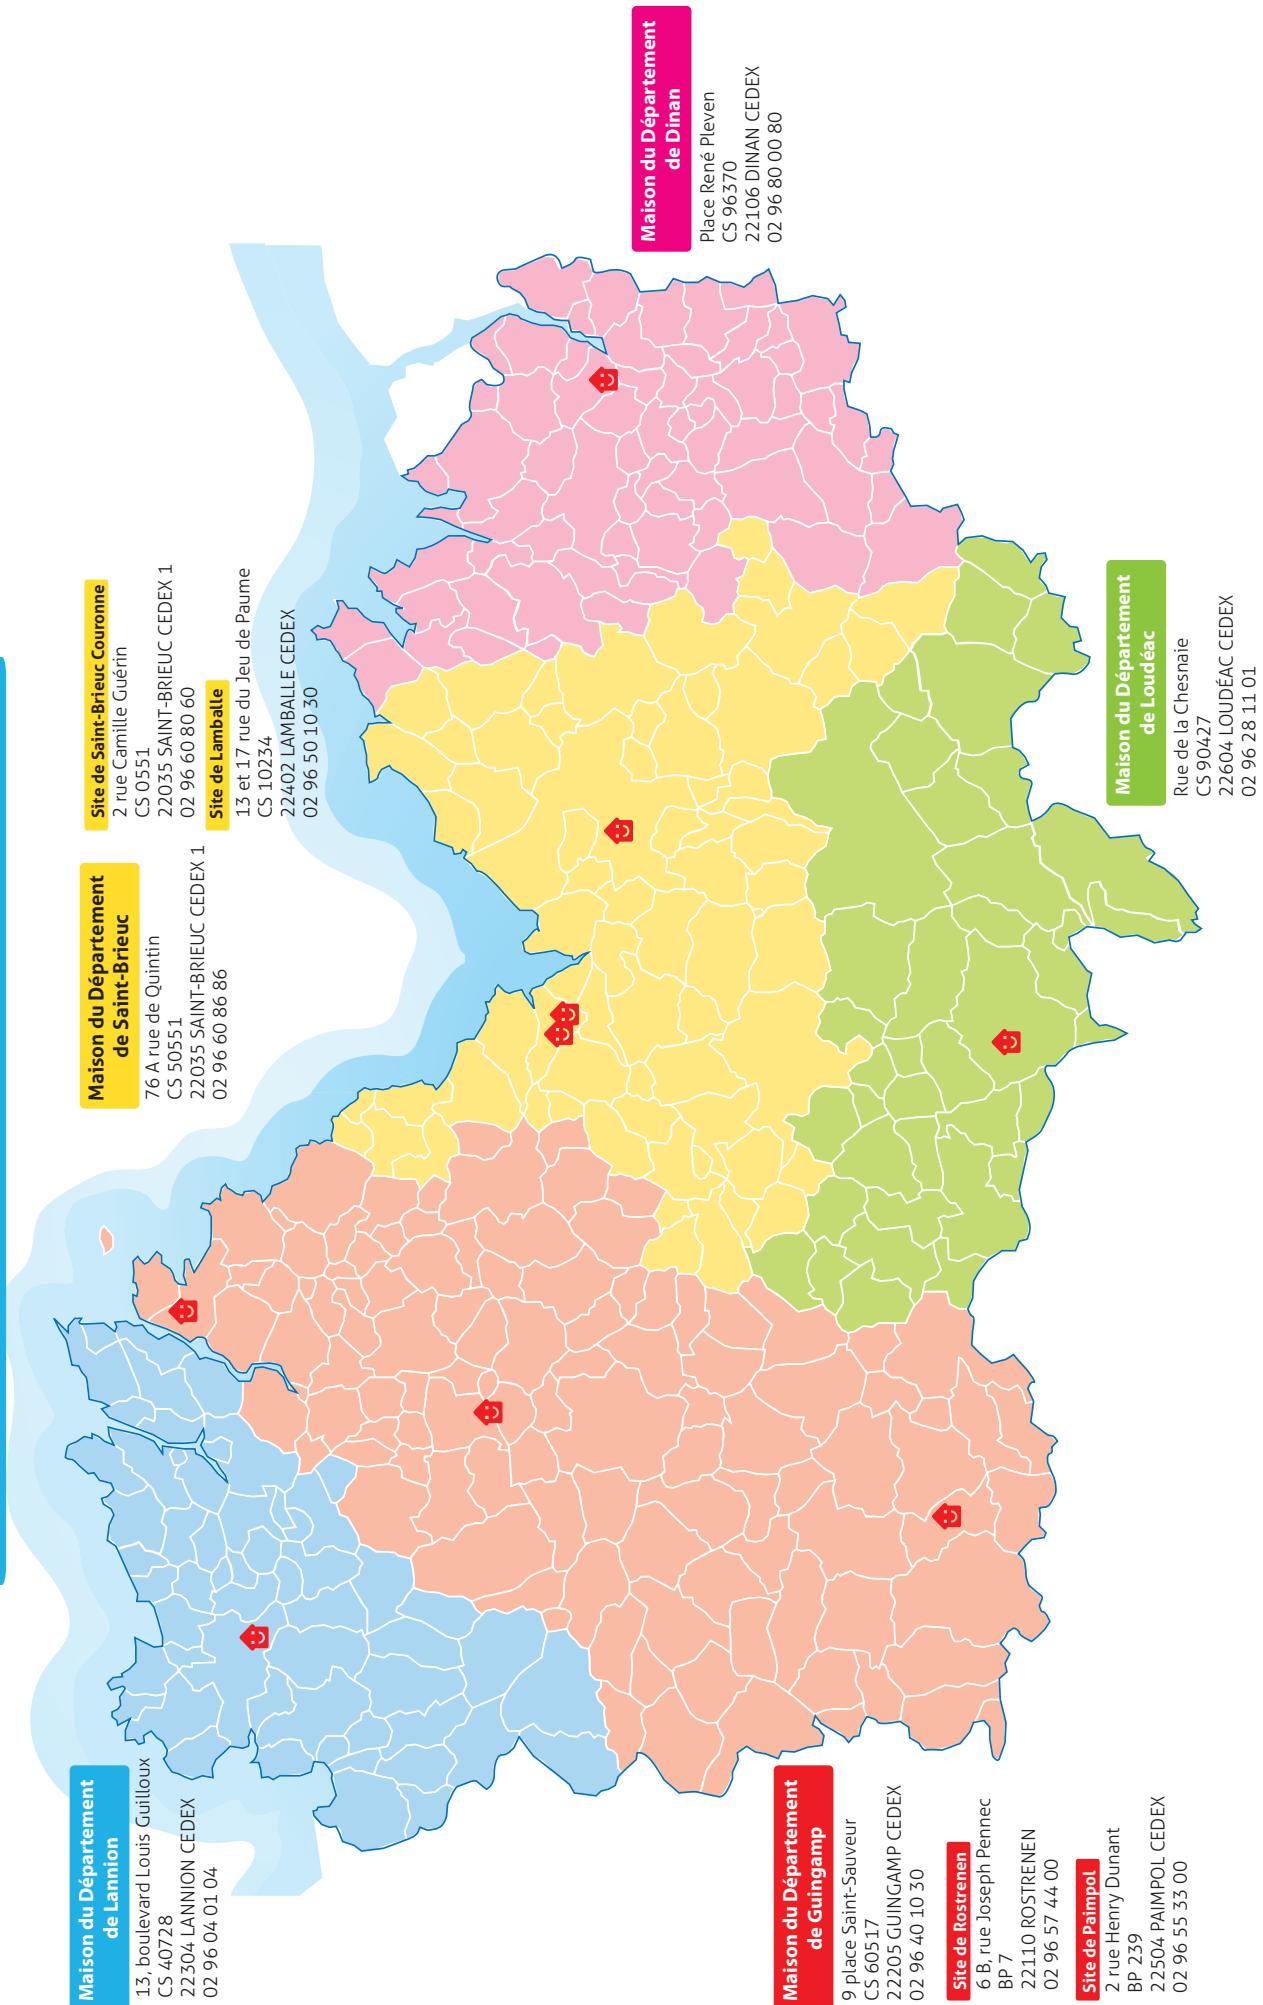 Maison du Département
de Lannion
13, boulevard Louis Guilloux
CS 40728
22304 LANNION CEDEX
02 96 04 01 04
Maison du Département
de Saint-Brieuc
76 A rue de Quintin
CS 50551
22035 SAINT-BRIEUC CEDEX 1
02 96 60 86 86
Site de Saint-Brieuc Couronne
2 rue Camille Guérin
CS 0551
22035 SAINT-BRIEUC CEDEX 1
02 96 60 80 60
Site de Lamballe
13 et 17 rue du Jeu de Paume
CS 10234
22402 LAMBALLE CEDEX
02 96 50 10 30
Maison du Département
de Dinan
Place René Pleven
CS 96370
22106 DINAN CEDEX
02 96 80 00 80
Maison du Département
de Guingamp
9 place Saint-Sauveur
CS 60517
22205 GUINGAMP CEDEX
02 96 40 10 30
Site de Rostrenen
6 B, rue Joseph Pennec
BP 7
22110 ROSTRENEN
02 96 57 44 00
Site de Paimpol
2 rue Henry Dunant
BP 239
22504 PAIMPOL CEDEX
02 96 55 33 00
Maison du Département
de Loudéac
Rue de la Chesnaie
CS 90427
22604 LOUDÉAC CEDEX
02 96 28 11 01